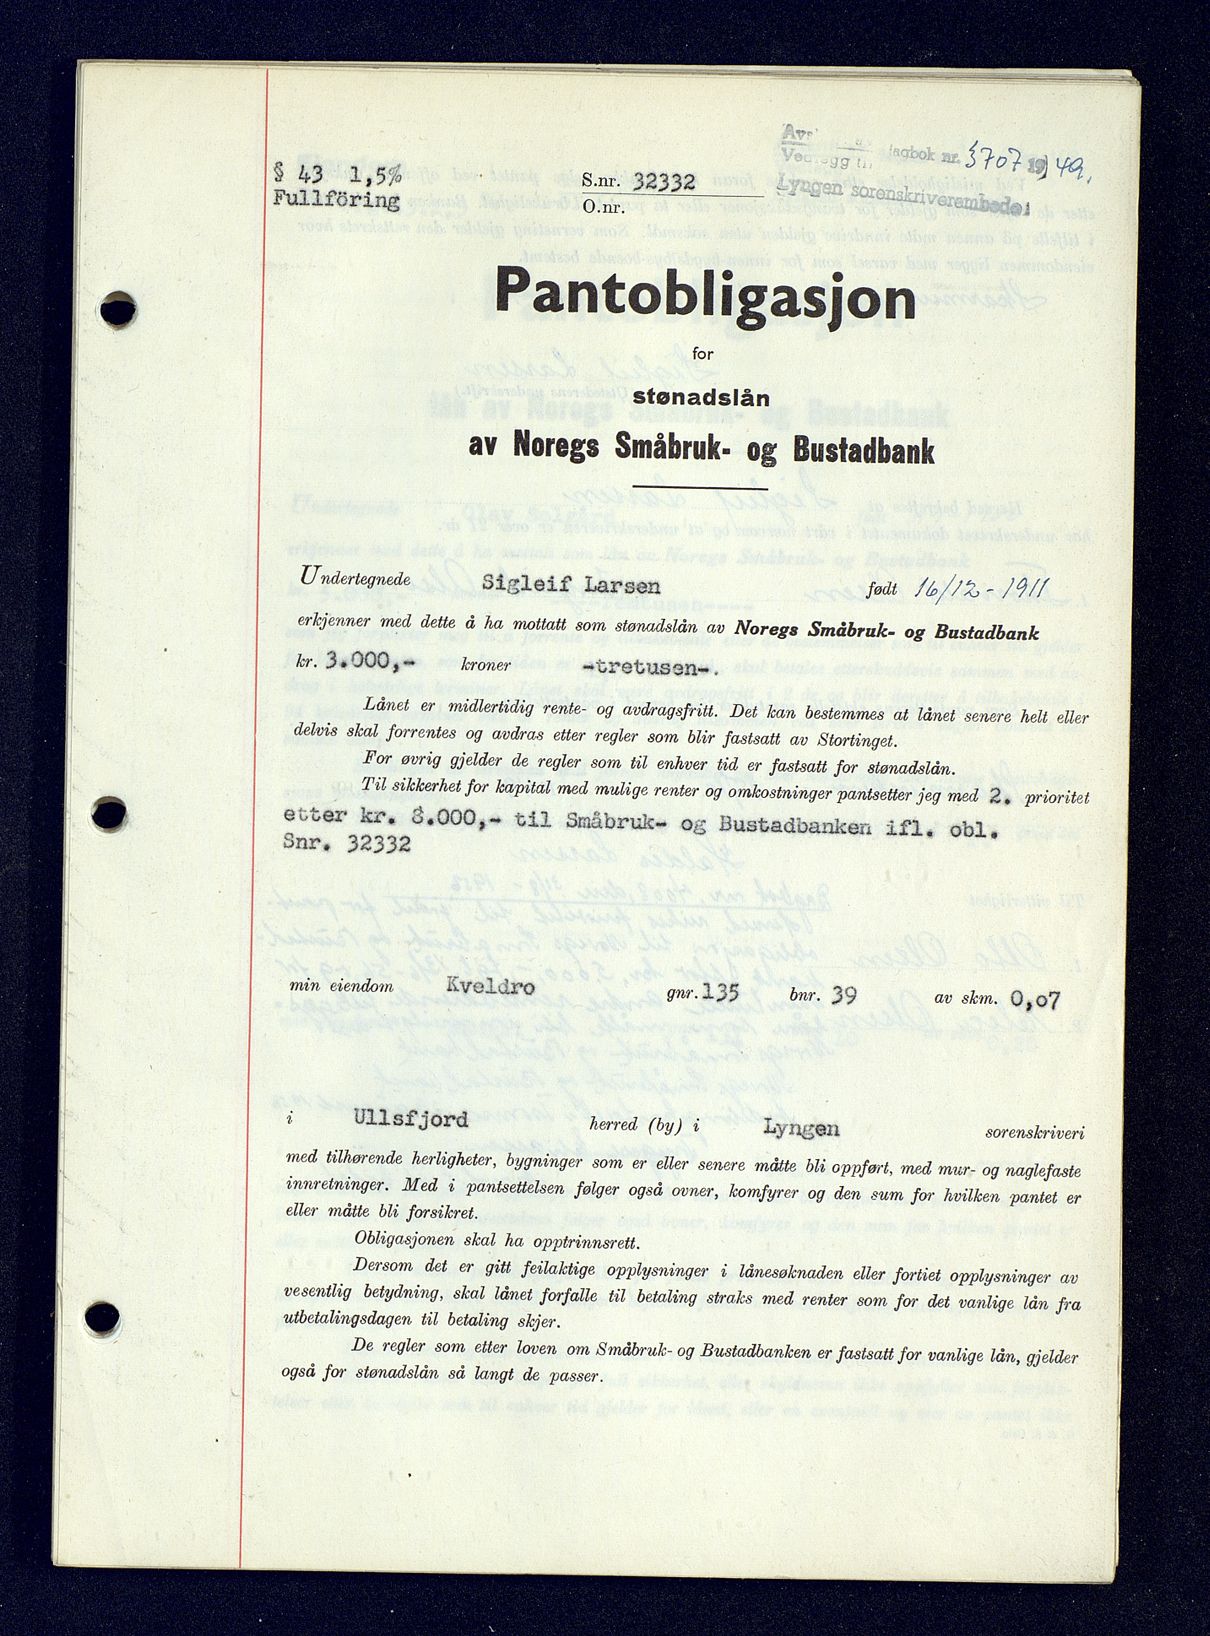 Vedlegg til dagbok nr. 3707 19 49.
Lyngen sorenskriverembede
§ 43 1,5%
Fullföring
S.nr. 32332
O.nr.
Pantobligasjon
for
stønadslån
av Noregs Småbruk- og Bustadbank
Undertegnede Sigleif Larsen født 16/12-1911
erkjenner med dette å ha mottatt som stønadslån av Noregs Småbruk- og Bustadbank
kr. 3.000,- kroner -tretusen-.
Lånet er midlertidig rente- og avdragsfritt. Det kan bestemmes at lånet senere helt eller
delvis skal forrentes og avdras etter regler som blir fastsatt av Stortinget.
For øvrig gjelder de regler som til enhver tid er fastsatt for stønadslån.
Til sikkerhet for kapital med mulige renter og omkostninger pantsetter jeg med 2. prioritet
etter kr. 8.000,- til Småbruk- og Bustadbanken ifl. obl.
Snr. 32332
min eiendom Kveldro gnr. 135 bnr. 39 av skm. 0,07
i Ullsfjord herred (by) i Lyngen sorenskriveri
med tilhørende herligheter, bygninger som er eller senere måtte bli oppført, med mur- og naglefaste
innretninger. Med i pantsettelsen følger også ovner, komfyrer og den sum for hvilken pantet er
eller måtte bli forsikret.
Obligasjonen skal ha opptrinnsrett.
Dersom det er gitt feilaktige opplysninger i lånesøknaden eller fortiet opplysninger av
vesentlig betydning, skal lånet forfalle til betaling straks med renter som for det vanlige lån fra
utbetalingsdagen til betaling skjer.
De regler som etter loven om Småbruk- og Bustadbanken er fastsatt for vanlige lån, gjelder
også for stønadslån så langt de passer.